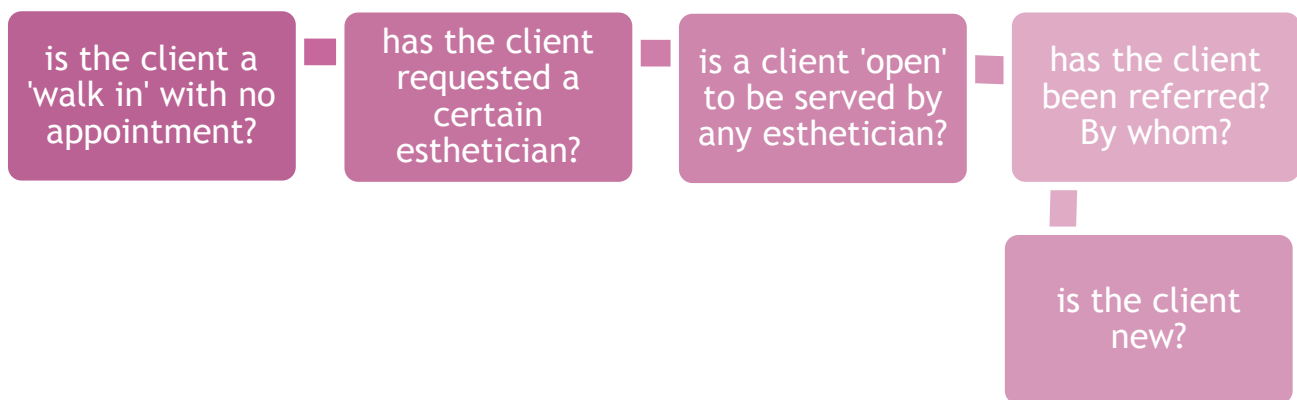 is the client a
'walk in' with no
appointment?
has the client
requested a
certain
esthetician?
is a client 'open'
to be served by
any esthetician?
has the client
been referred?
By whom?
is the client
new?